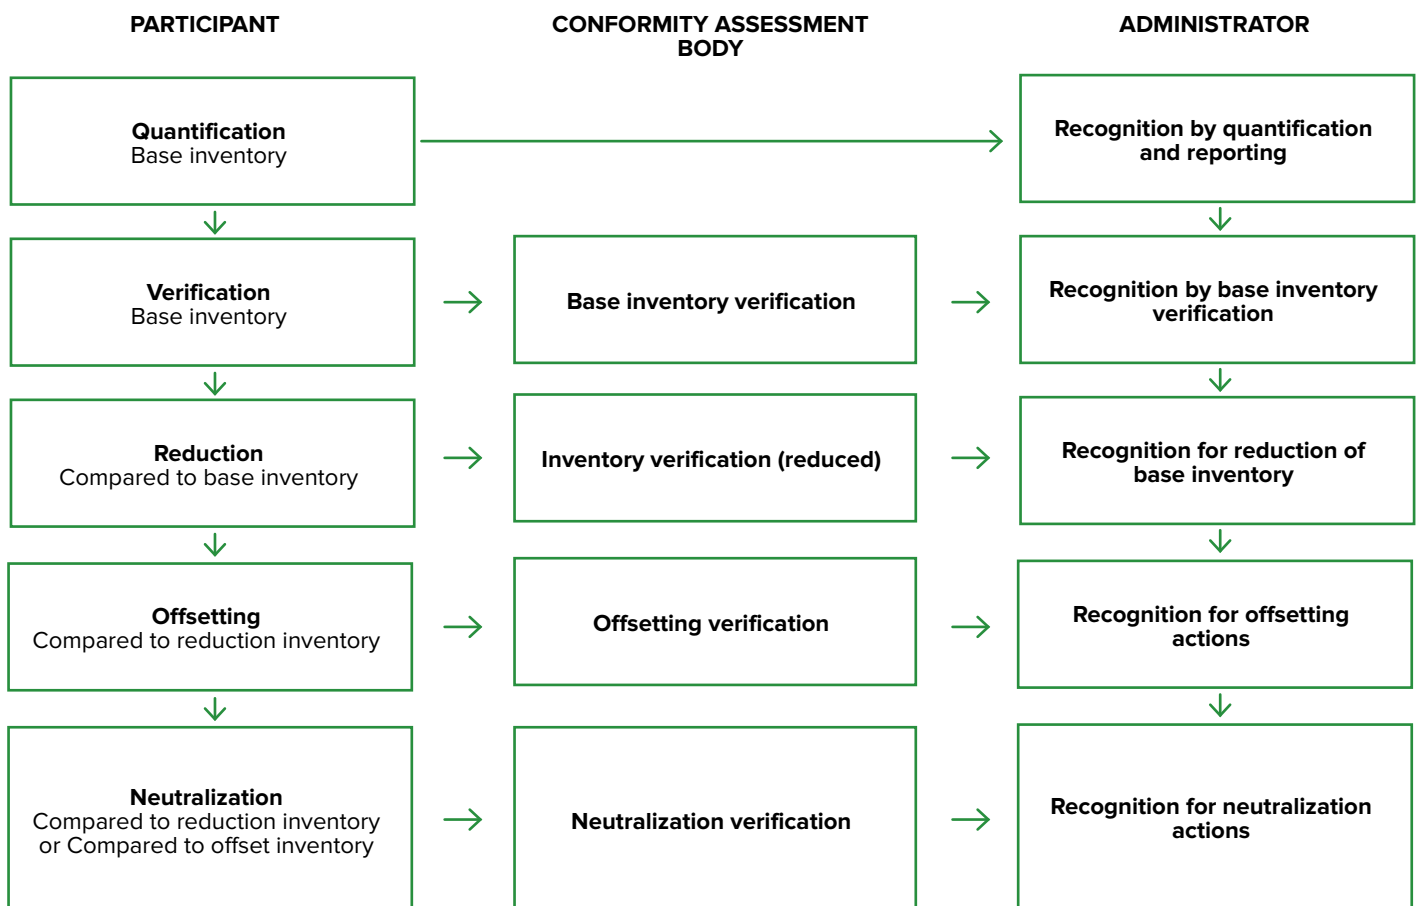 PARTICIPANT
CONFORMITY ASSESSMENT
BODY
ADMINISTRATOR
Quantification
Base inventory
Recognition by quantification
and reporting
Verification
Base inventory
Base inventory verification
Recognition by base inventory
verification
Reduction
Compared to base inventory
Inventory verification (reduced)
Recognition for reduction of
base inventory
Offsetting
Compared to reduction inventory
Offsetting verification
Recognition for offsetting
actions
Neutralization
Compared to reduction inventory
or Compared to offset inventory
Neutralization verification
Recognition for neutralization
actions